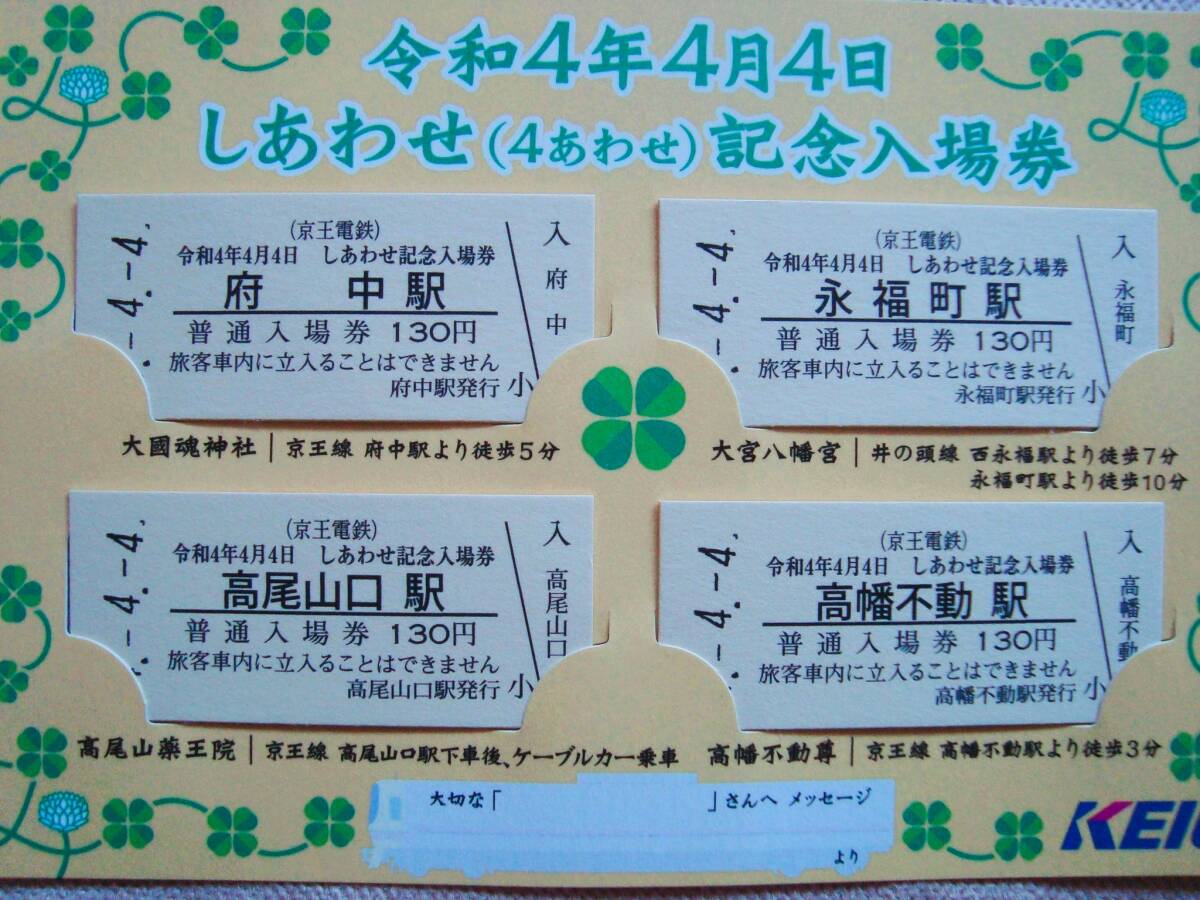 令和4年4月4日
しあわせ(4あわせ)記念入場券
4.-4.-4.
(京王電鉄)
令和4年4月4日 しあわせ記念入場券
府中駅
普通入場券 130円
旅客車内に立入ることはできません
府中駅発行 小
入
府中
4.-4.
(京王電鉄)
令和4年4月4日 しあわせ記念入場券
永福町駅
普通入場券 130円
旅客車内に立入ることはできません
永福町駅発行 小
入
永福町
大國魂神社 | 京王線 府中駅より徒歩5分
大宮八幡宮 | 井の頭線 西永福駅より徒歩7分
永福町駅より徒歩10分
-4.-4.
(京王電鉄)
令和4年4月4日 しあわせ記念入場券
高尾山口駅
普通入場券 130円
旅客車内に立入ることはできません
高尾山口駅発行 小
入
高尾山口
-4.-4.
(京王電鉄)
令和4年4月4日 しあわせ記念入場券
高幡不動駅
普通入場券 130円
旅客車内に立入ることはできません
高幡不動駅発行 小
入
高幡不動
高尾山薬王院 | 京王線 高尾山口駅下車後、ケーブルカー乗車
高幡不動尊 | 京王線 高幡不動駅より徒歩3分
大切な「 」さんへ メッセージ
より